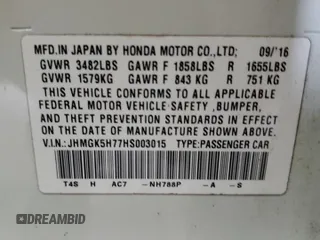 MFD.IN JAPAN BY HONDA MOTOR CO.,LTD; 09/'16
GVWR 3482LBS GAWR F 1858LBS R 1655LBS
GVWR 1579KG GAWR F 843 KG R 751 KG
THIS VEHICLE CONFORMS TO ALL APPLICABLE
FEDERAL MOTOR VEHICLE SAFETY ,BUMPER,
AND THEFT PREVENTION STANDARDS IN EFFECT
ON THE DATE OF MANUFACTURE SHOWN ABOVE.
V.I.N.: JHMGK5H77HS003015 TYPE:PASSENGER CAR
T4S H AC7 -NH788P -A -S
© DREAMBID DREAMBID.COM